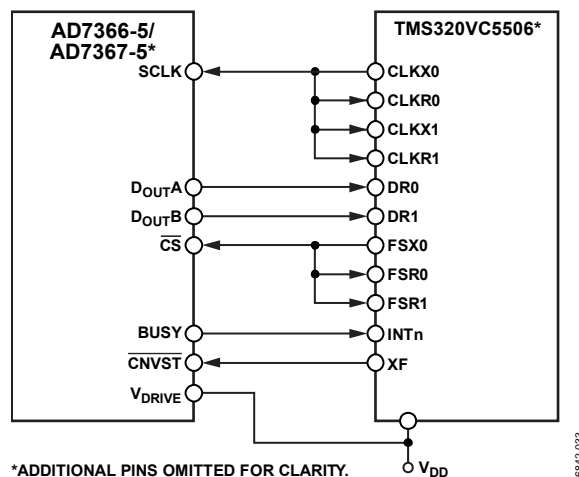 AD7366-5/
AD7367-5*
TMS320VC5506*
SCLK
CLKX0
CLKR0
CLKX1
CLKR1
DOUTA
DR0
DOUTB
DR1
CS
FSX0
FSR0
FSR1
BUSY
INTn
CNVST
XF
VDRIVE
VDD
*ADDITIONAL PINS OMITTED FOR CLARITY.